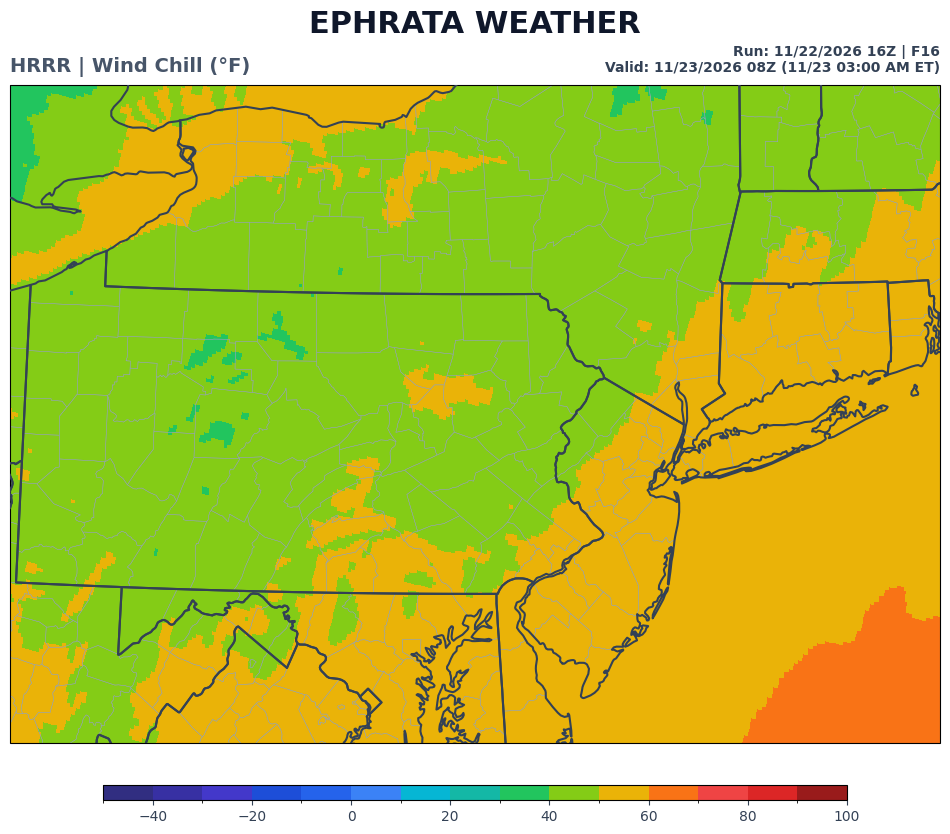 EPHRATA WEATHER
HRRR | Wind Chill (°F)
Run: 11/22/2026 16Z | F16
Valid: 11/23/2026 08Z (11/23 03:00 AM ET)
−40 −20 0 20 40 60 80 100